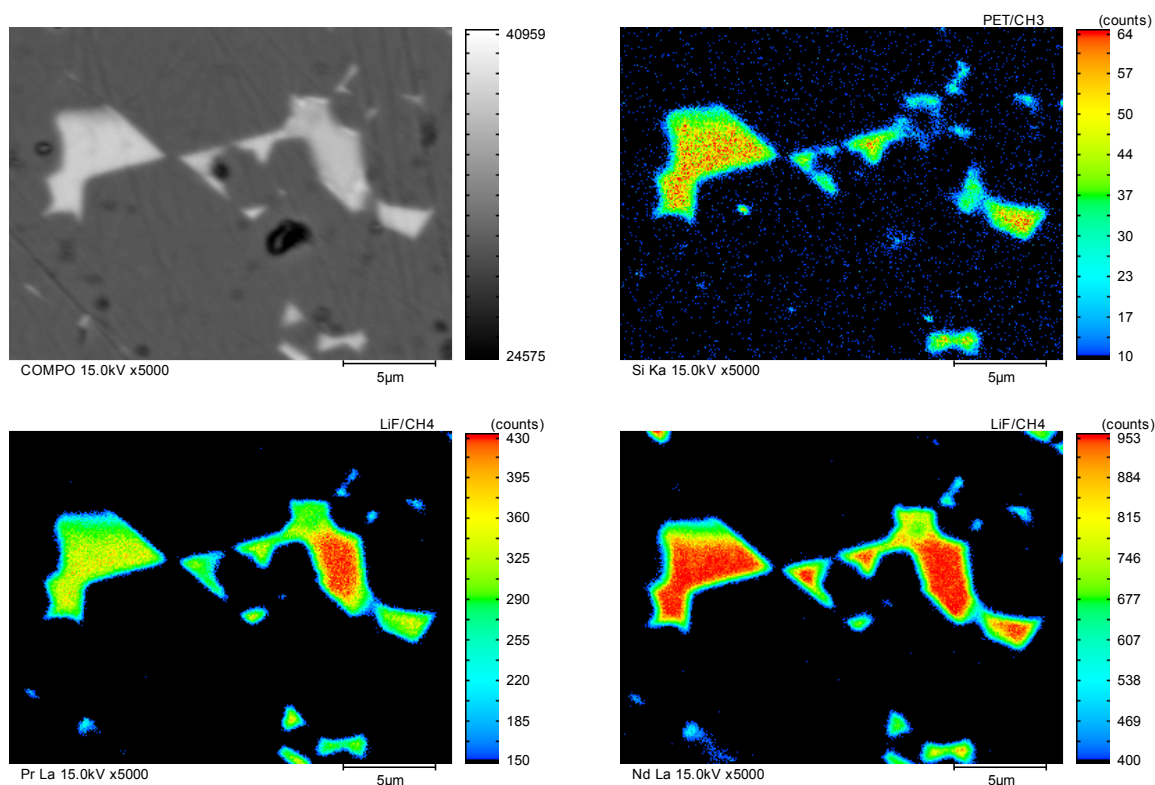 40959
24575
COMPO 15.0kV x5000
5µm
PET/CH3 (counts)
64
57
50
44
37
30
23
17
10
Si Ka 15.0kV x5000
5µm
LiF/CH4 (counts)
430
395
360
325
290
255
220
185
150
Pr La 15.0kV x5000
5µm
LiF/CH4 (counts)
953
884
815
746
677
607
538
469
400
Nd La 15.0kV x5000
5µm